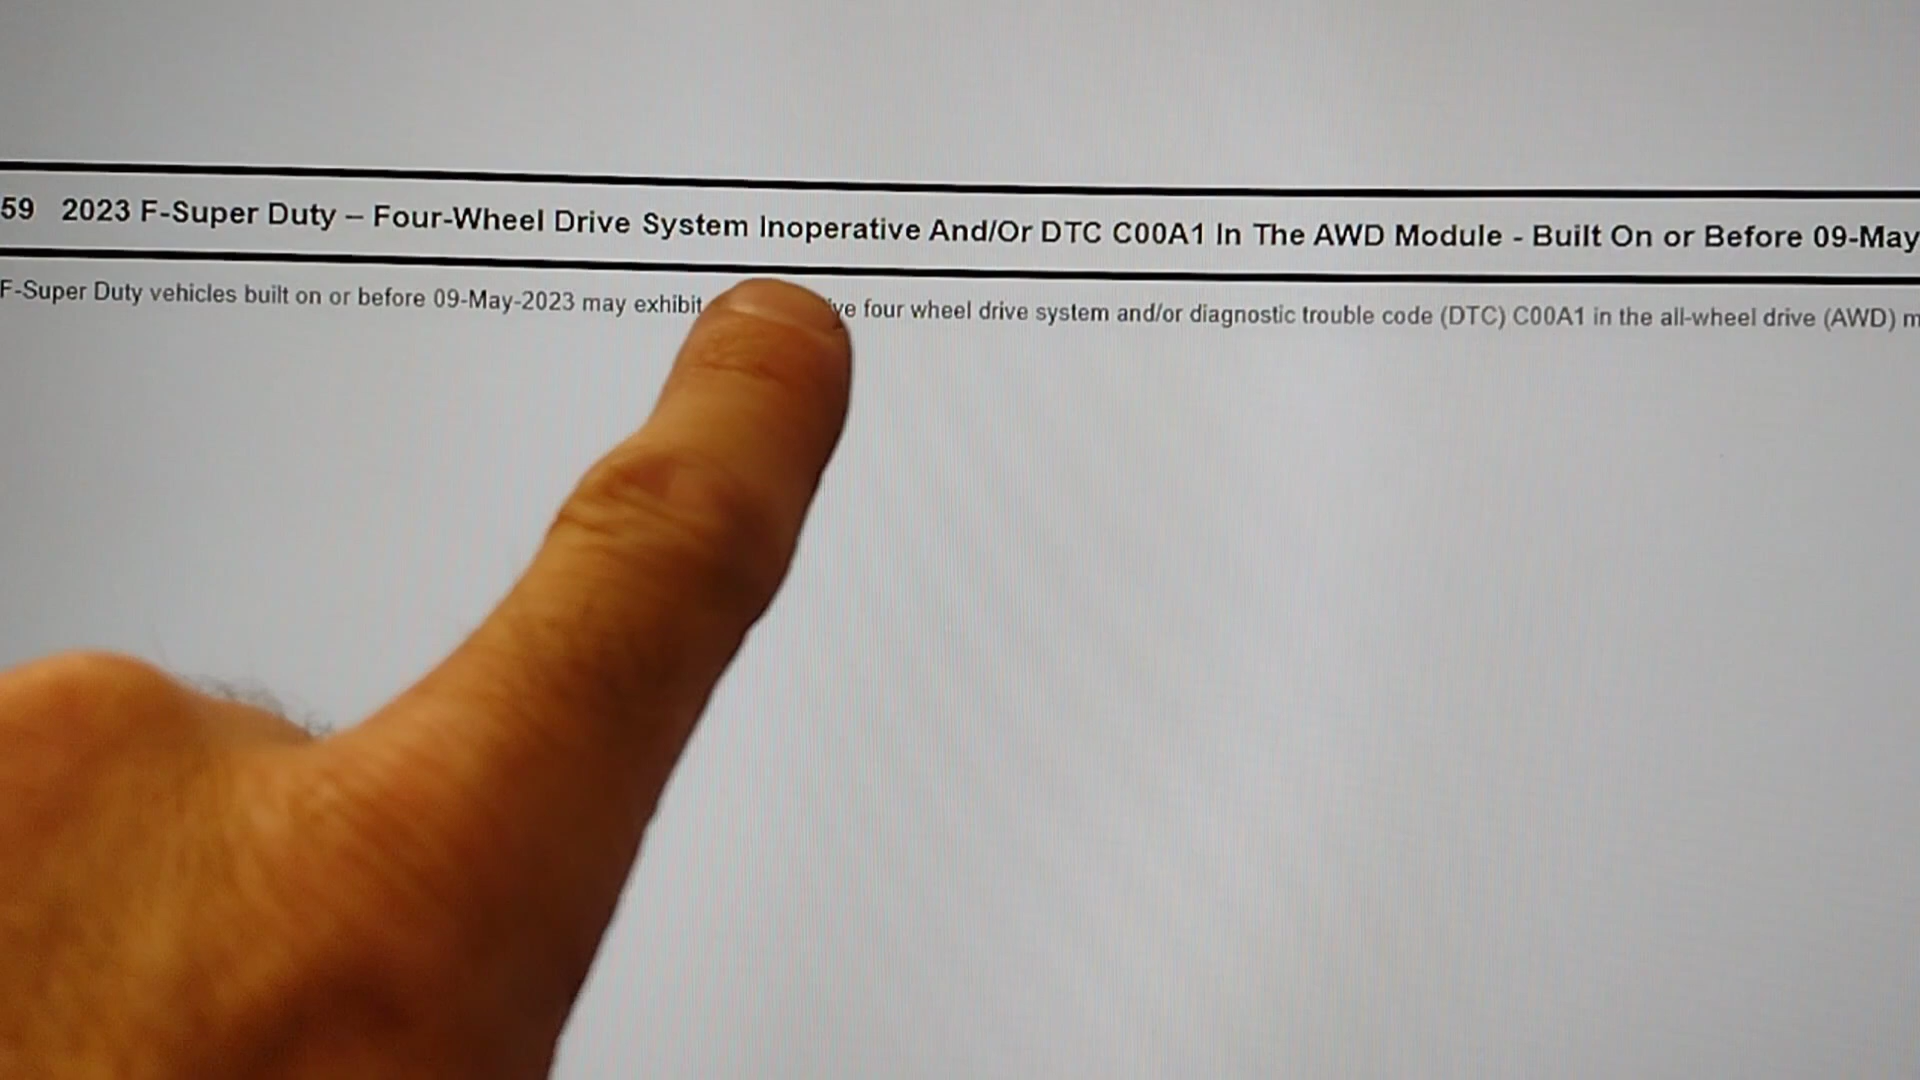 59 2023 F-Super Duty – Four-Wheel Drive System Inoperative And/Or DTC C00A1 In The AWD Module - Built On or Before 09-May
F-Super Duty vehicles built on or before 09-May-2023 may exhibit four wheel drive system and/or diagnostic trouble code (DTC) C00A1 in the all-wheel drive (AWD)